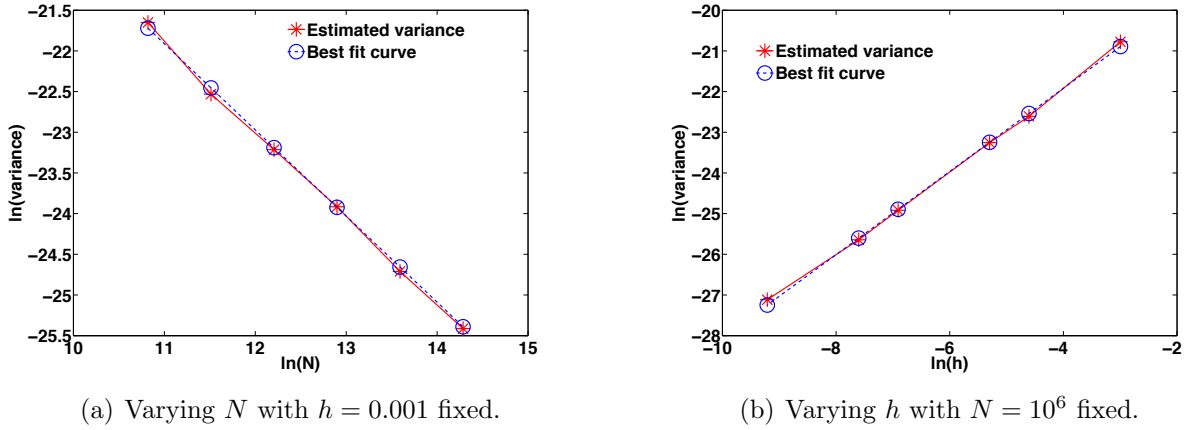 −21.5
−22
−22.5
−23
−23.5
−24
−24.5
−25
−25.5
10
11
12
13
14
15
ln(variance)
ln(N)
Estimated variance
Best fit curve
(a) Varying N with h = 0.001 fixed.
−20
−21
−22
−23
−24
−25
−26
−27
−28
−10
−8
−6
−4
−2
ln(variance)
ln(h)
Estimated variance
Best fit curve
(b) Varying h with N = 10⁶ fixed.